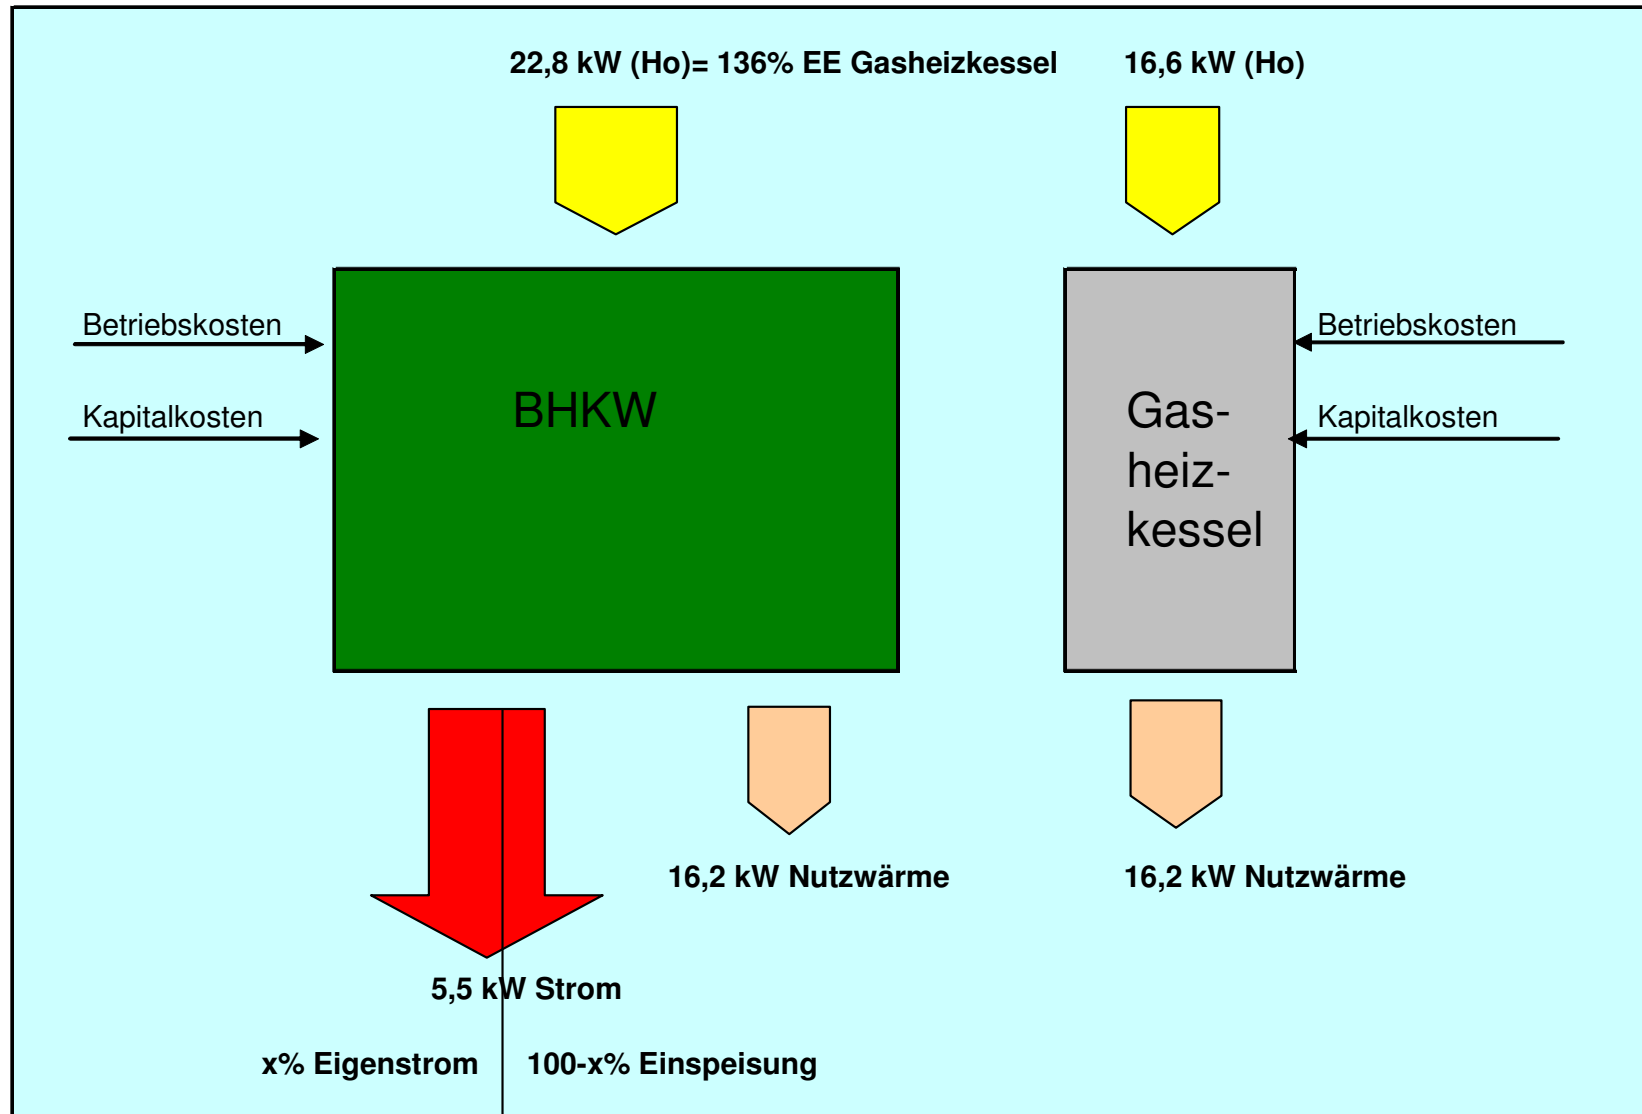 22,8 kW (Ho)= 136% EE Gasheizkessel
16,6 kW (Ho)
Betriebskosten
Kapitalkosten
BHKW
Gas-
heiz-
kessel
Betriebskosten
Kapitalkosten
16,2 kW Nutzwärme
16,2 kW Nutzwärme
5,5 kW Strom
x% Eigenstrom
100-x% Einspeisung